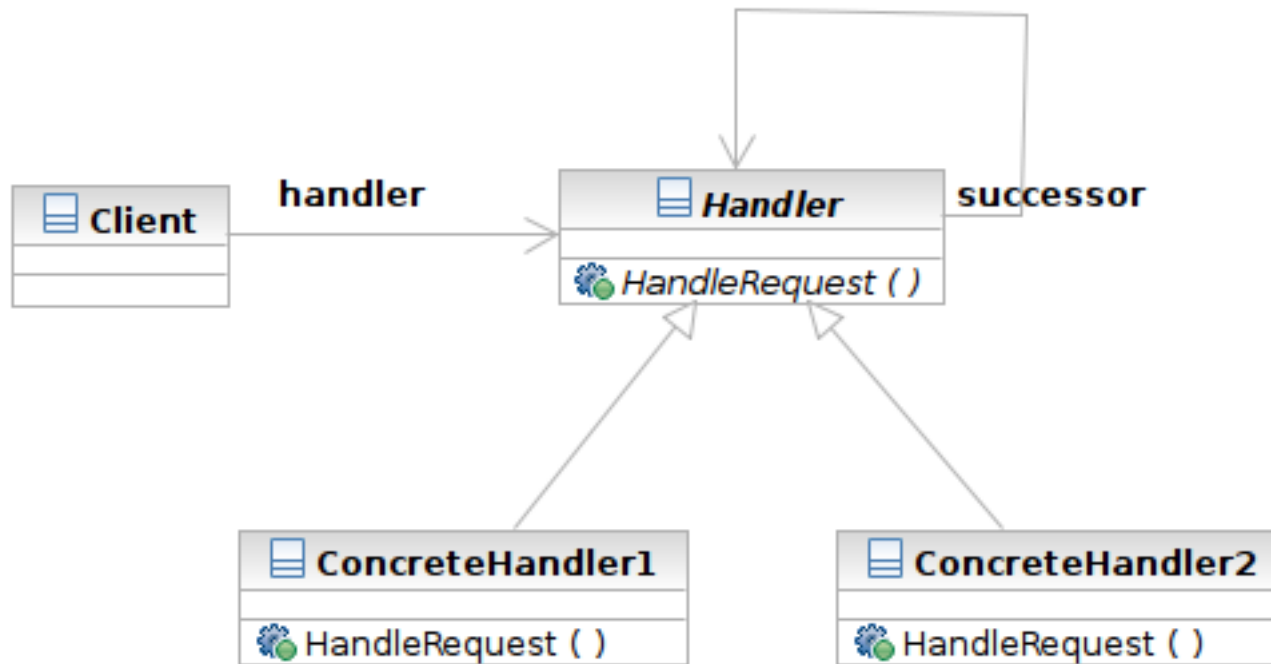 handler
successor
Client
Handler
HandleRequest ( )
ConcreteHandler1
HandleRequest ( )
ConcreteHandler2
HandleRequest ( )